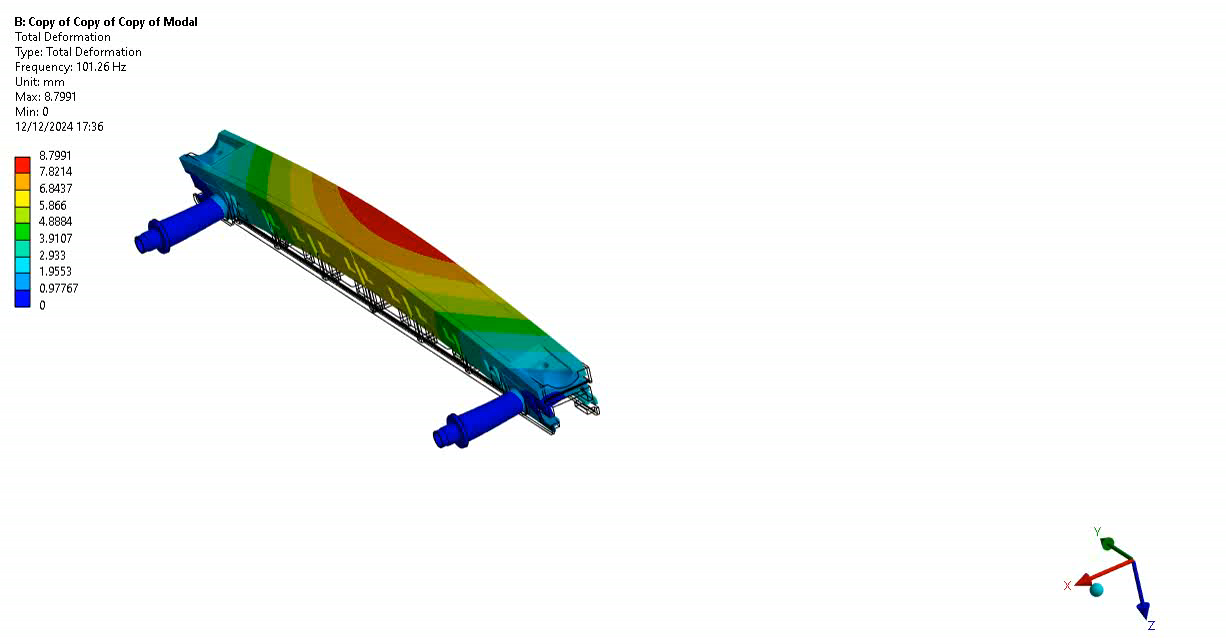 B: Copy of Copy of Copy of Modal
Total Deformation
Type: Total Deformation
Frequency: 101.26 Hz
Unit: mm
Max: 8.7991
Min: 0
12/12/2024 17:36
8.7991
7.8214
6.8437
5.866
4.8884
3.9107
2.933
1.9553
0.97767
0
Y
X
Z